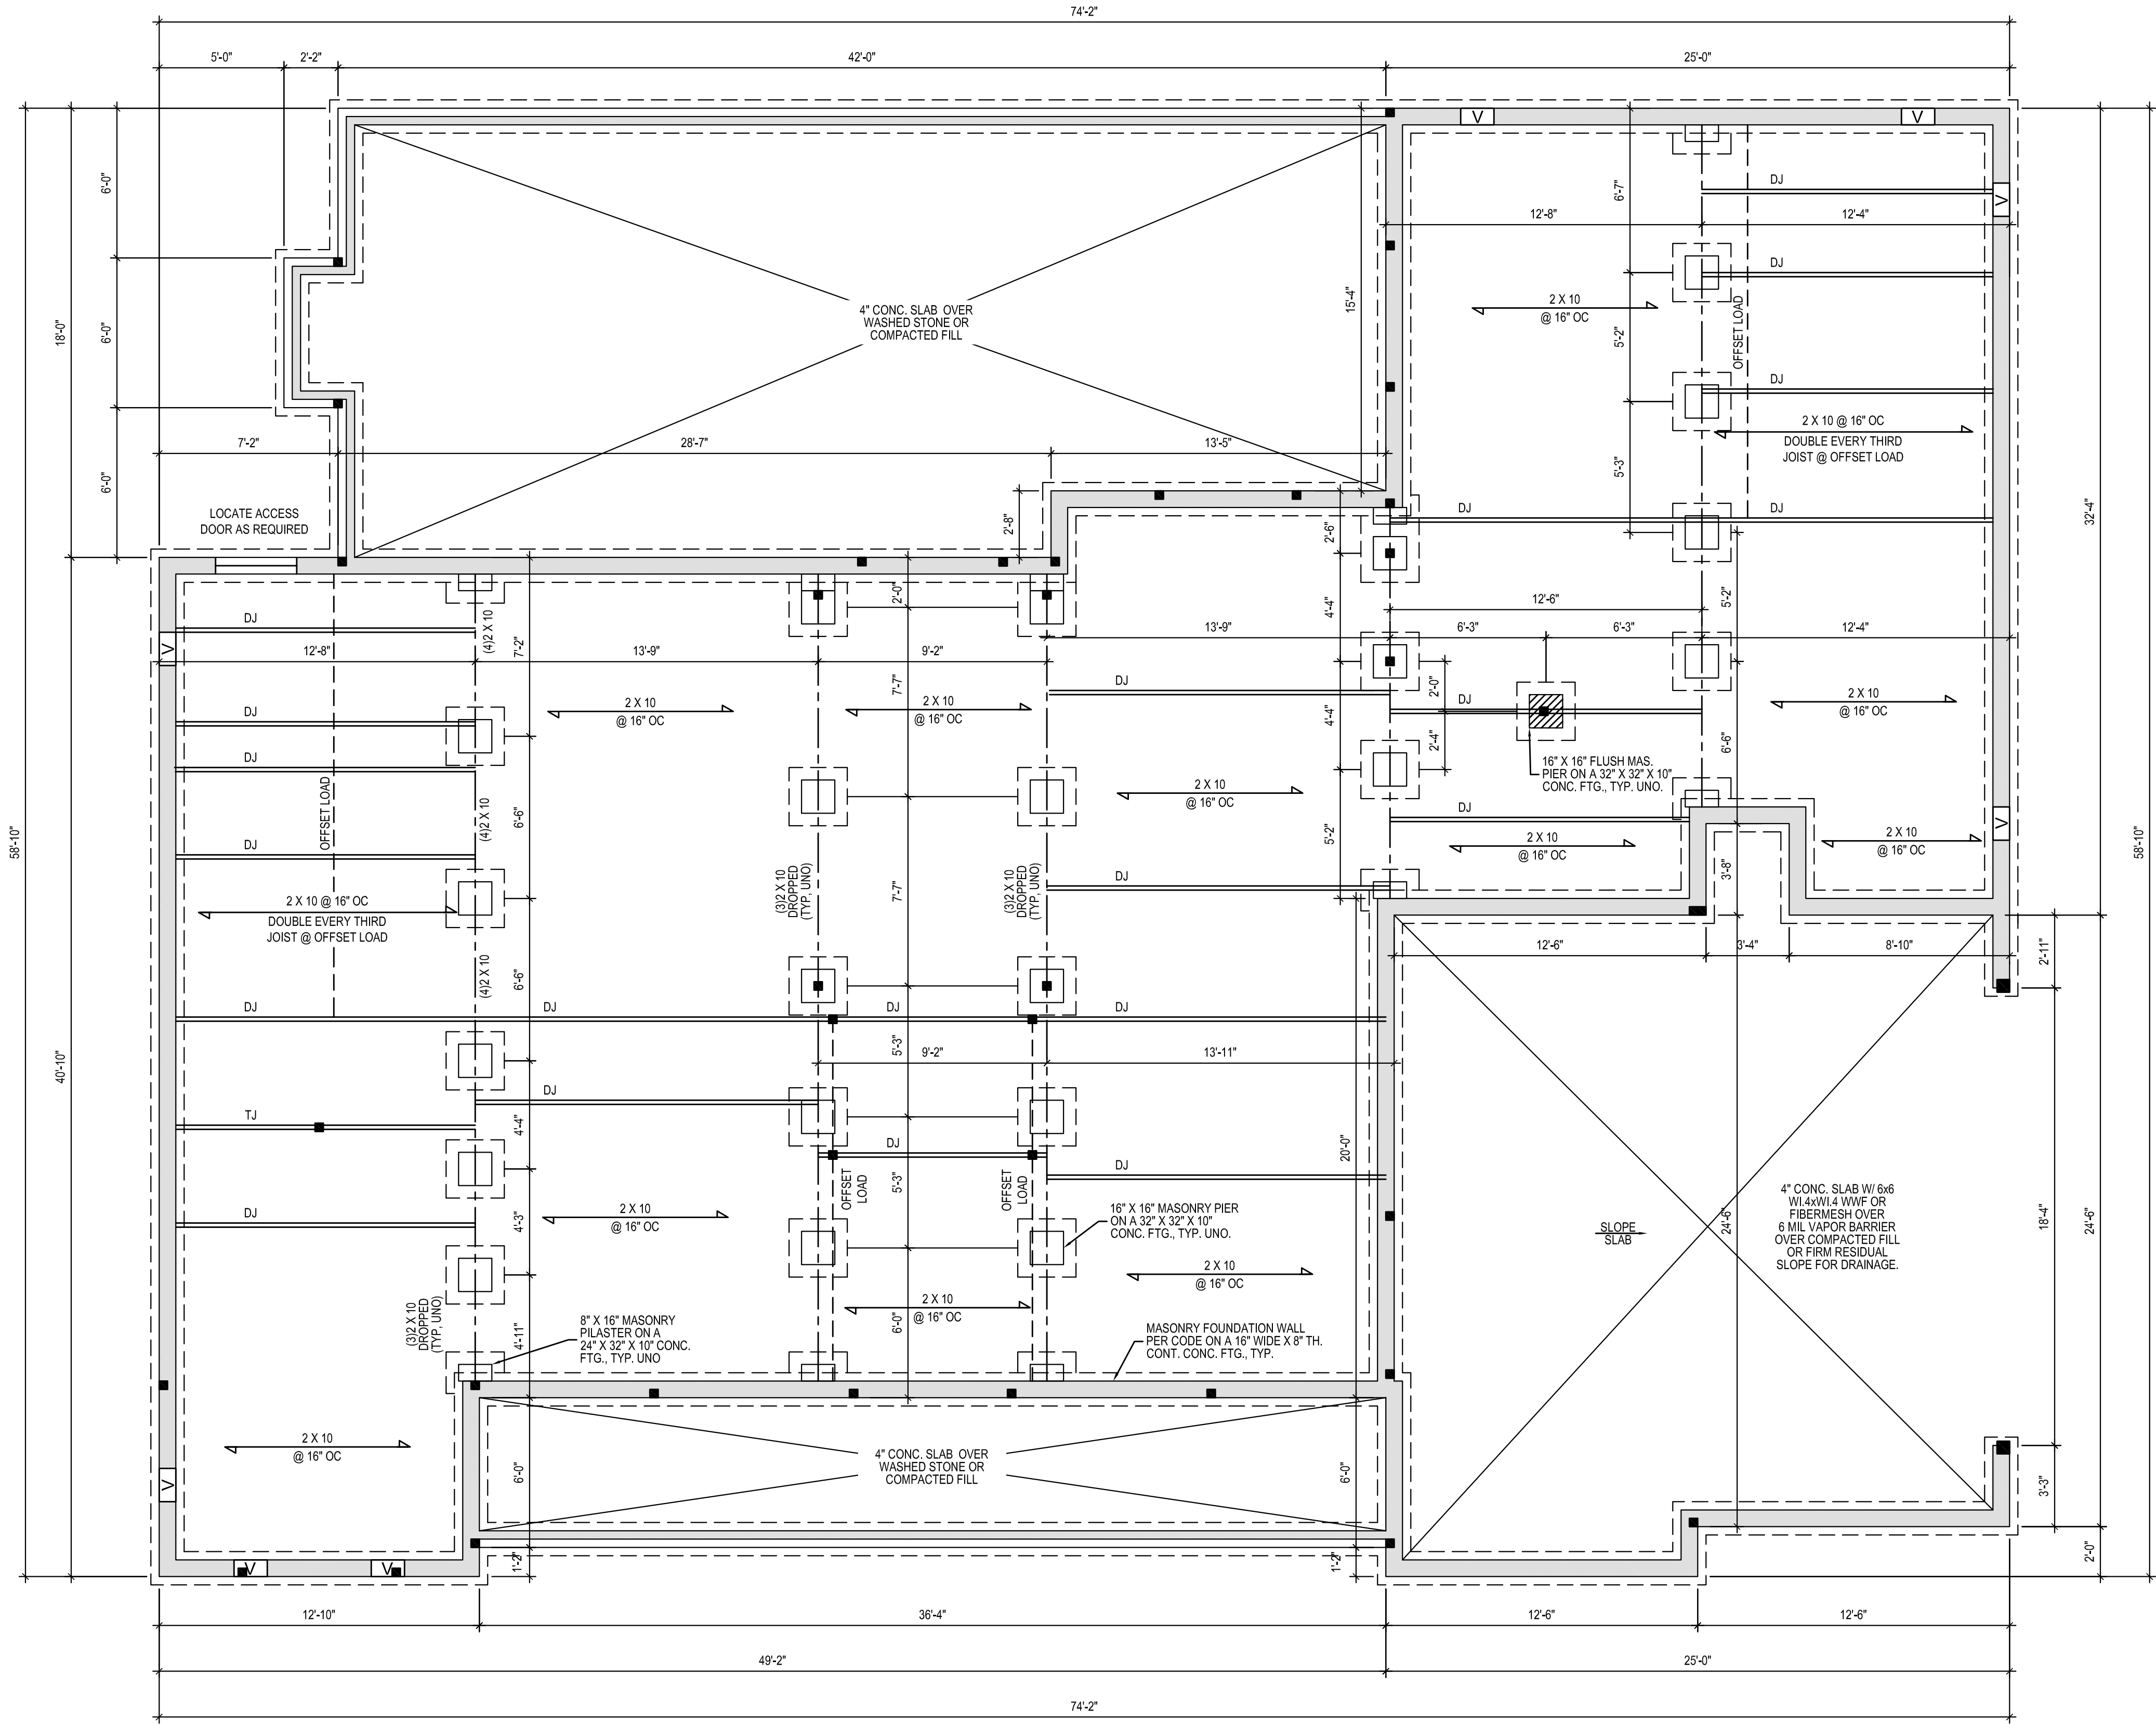 74'-2"
5'-0"
2'-2"
42'-0"
25'-0"
V
V
6'-0"
6'-7"
DJ
V
12'-8"
12'-4"
DJ
18'-0"
6'-0"
15'-4"
2 X 10
@ 16" OC
4" CONC. SLAB OVER
WASHED STONE OR
COMPACTED FILL
5'-2"
OFFSET LOAD
DJ
2 X 10 @ 16" OC
DOUBLE EVERY THIRD
JOIST @ OFFSET LOAD
7'-2"
28'-7"
13'-5"
6'-0"
5'-3"
LOCATE ACCESS
DOOR AS REQUIRED
2'-8"
2'-6"
DJ
DJ
32'-4"
DJ
(4)2 X 10
7'-2"
2'-0"
4'-4"
12'-6"
5'-2"
V
12'-8"
13'-9"
9'-2"
13'-9"
6'-3"
6'-3"
12'-4"
DJ
2 X 10
@ 16" OC
7'-7"
2 X 10
@ 16" OC
DJ
4'-4"
2'-0"
DJ
2'-4"
2 X 10
@ 16" OC
6'-6"
DJ
OFFSET LOAD
(4)2 X 10
6'-6"
2 X 10
@ 16" OC
16" X 16" FLUSH MAS.
PIER ON A 32" X 32" X 10"
CONC. FTG., TYP. UNO.
DJ
5'-2"
DJ
2 X 10
@ 16" OC
3'-8"
2 X 10
@ 16" OC
V
58'-10"
58'-10"
2 X 10 @ 16" OC
DOUBLE EVERY THIRD
JOIST @ OFFSET LOAD
(3)2 X 10
DROPPED
(TYP, UNO)
7'-7"
(3)2 X 10
DROPPED
(TYP, UNO)
DJ
(4)2 X 10
6'-6"
12'-6"
3'-4"
8'-10"
2'-11"
DJ
DJ
DJ
DJ
40'-10"
5'-3"
9'-2"
13'-11"
DJ
TJ
4'-4"
DJ
20'-0"
OFFSET
LOAD
5'-3"
OFFSET
LOAD
DJ
DJ
4'-3"
2 X 10
@ 16" OC
16" X 16" MASONRY PIER
ON A 32" X 32" X 10"
CONC. FTG., TYP. UNO.
SLOPE
SLAB
24'-6"
4" CONC. SLAB W/ 6x6
WI.4xWI.4 WWF OR
FIBERMESH OVER
6 MIL VAPOR BARRIER
OVER COMPACTED FILL
OR FIRM RESIDUAL
SLOPE FOR DRAINAGE.
18'-4"
24'-6"
2 X 10
@ 16" OC
(3)2 X 10
DROPPED
(TYP, UNO)
4'-11"
8" X 16" MASONRY
PILASTER ON A
24" X 32" X 10" CONC.
FTG., TYP. UNO
6'-0"
2 X 10
@ 16" OC
MASONRY FOUNDATION WALL
PER CODE ON A 16" WIDE X 8" TH.
CONT. CONC. FTG., TYP.
2 X 10
@ 16" OC
V
6'-0"
4" CONC. SLAB OVER
WASHED STONE OR
COMPACTED FILL
6'-0"
3'-3"
V
V
1'-2"
1'-2"
2'-0"
12'-10"
36'-4"
12'-6"
12'-6"
49'-2"
25'-0"
74'-2"